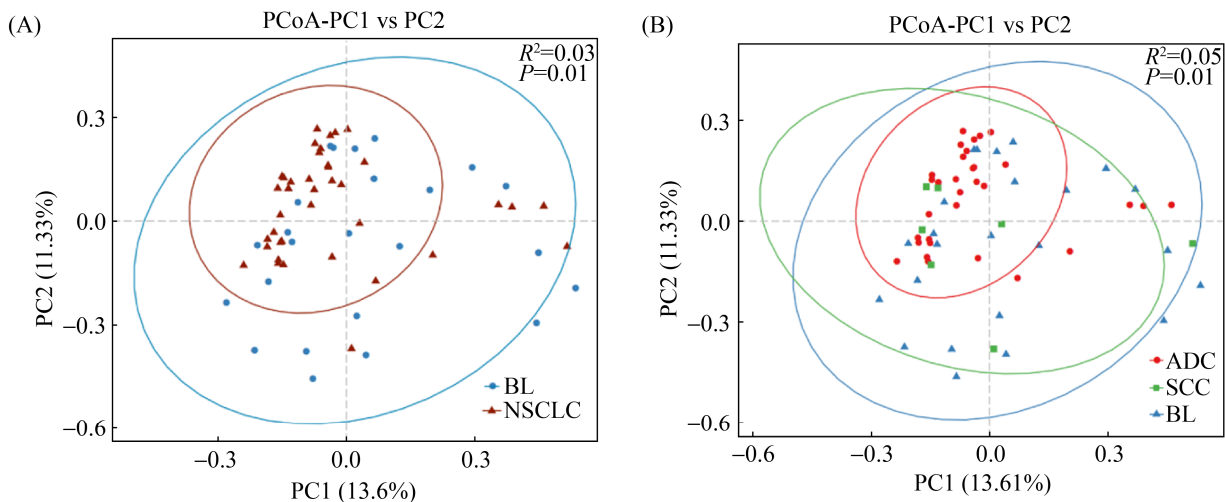 (A)
PCoA-PC1 vs PC2
R²=0.03
P=0.01
0.3
0.0
−0.3
−0.6
PC2 (11.33%)
BL
NSCLC
−0.3
0.0
0.3
PC1 (13.6%)
(B)
PCoA-PC1 vs PC2
R²=0.05
P=0.01
0.3
0.0
−0.3
−0.6
PC2 (11.33%)
ADC
SCC
BL
−0.6
−0.3
0.0
0.3
PC1 (13.61%)